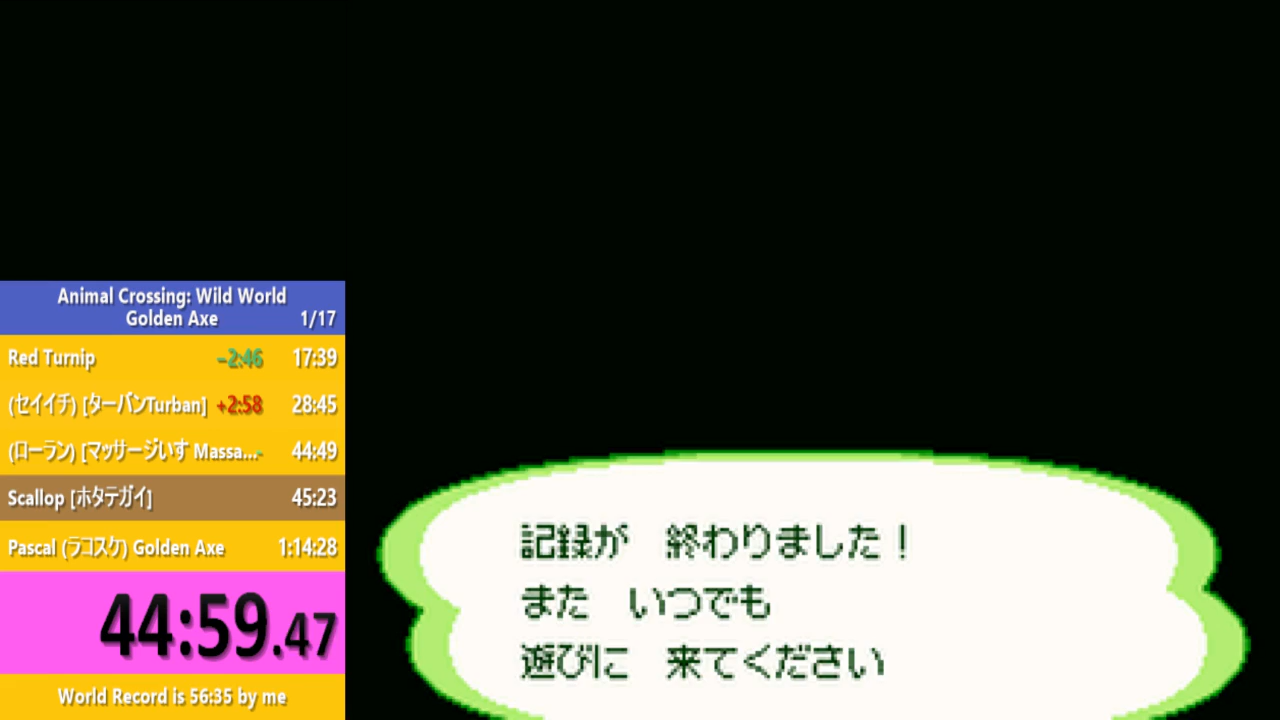 Animal Crossing: Wild World
Golden Axe 1/17
Red Turnip -2:46 17:39
(セイイチ) [ターバンTurban] +2:58 28:45
(ローラン) [マッサージいす Massa...- 44:49
Scallop [ホタテガイ] 45:23
Pascal (ラコスケ) Golden Axe 1:14:28
44:59.47
World Record is 56:35 by me
記録が 終わりました!
また いつでも
遊びに 来てください